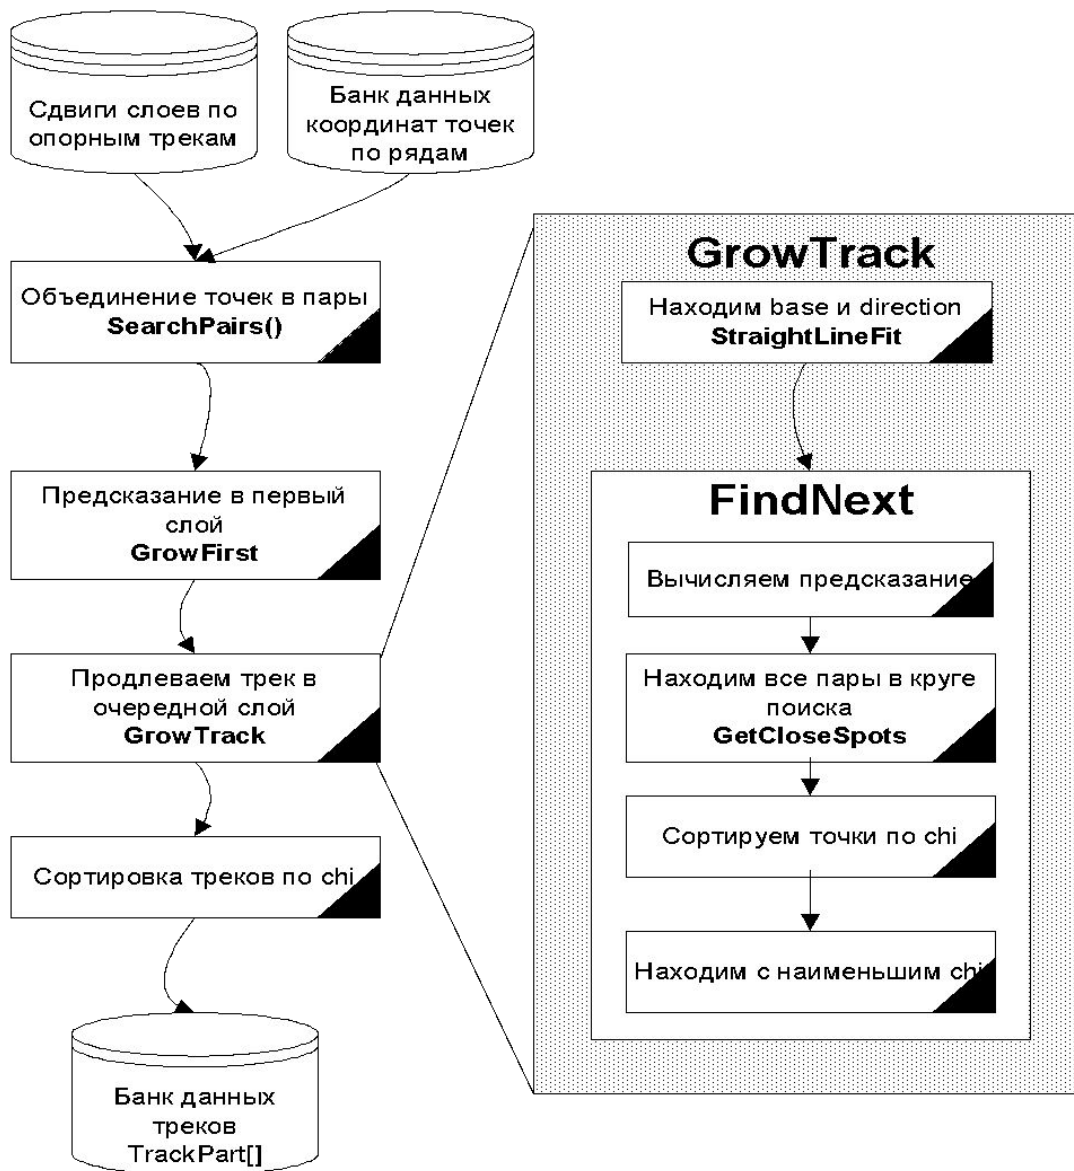 Сдвиги слоев по
опорным трекам
Банк данных
координат точек
по рядам
Объединение точек в пары
SearchPairs()
Предсказание в первый
слой
GrowFirst
Продлеваем трек в
очередной слой
GrowTrack
Сортировка треков по chi
Банк данных
треков
TrackPart[]
GrowTrack
Находим base и direction
StraightLineFit
FindNext
Вычисляем предсказание
Находим все пары в круге
поиска
GetCloseSpots
Сортируем точки по chi
Находим с наименьшим chi